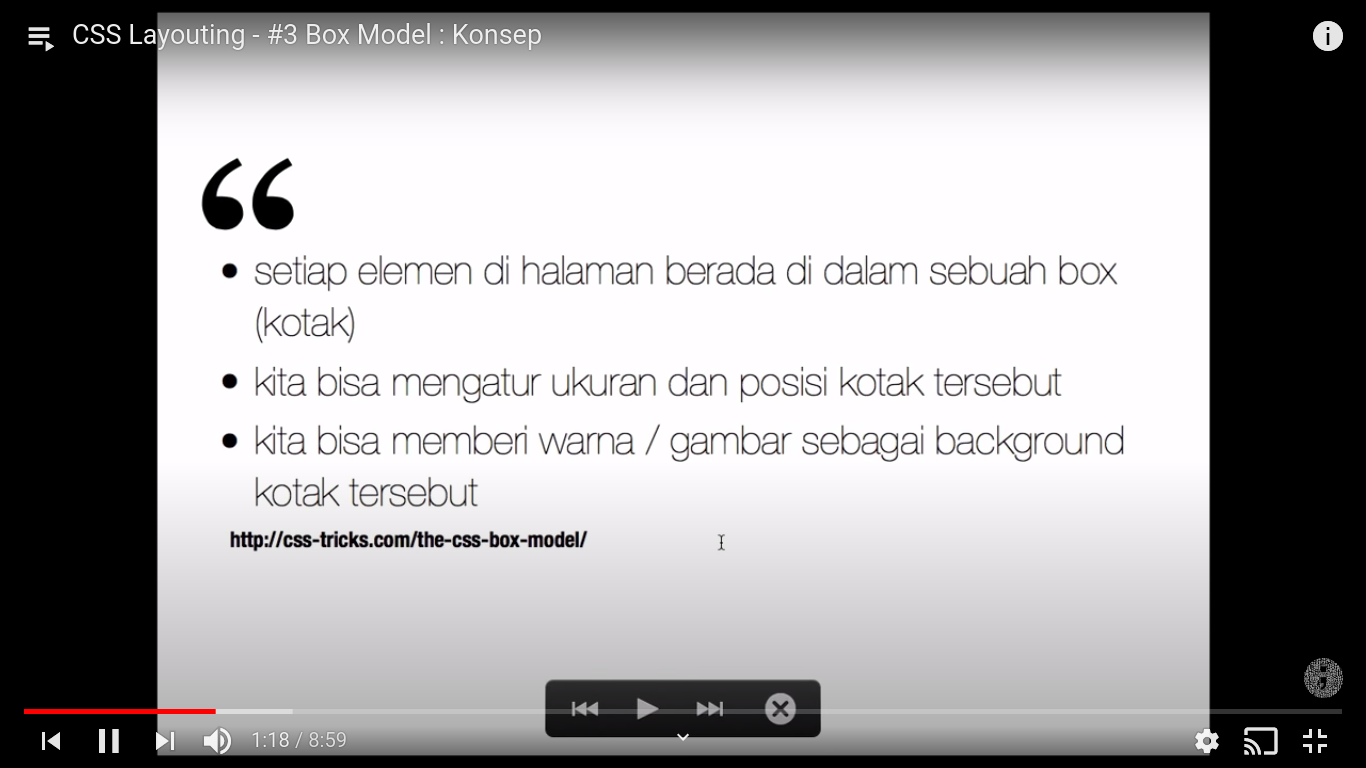 CSS Layouting - #3 Box Model : Konsep
“
• setiap elemen di halaman berada di dalam sebuah box
(kotak)
• kita bisa mengatur ukuran dan posisi kotak tersebut
• kita bisa memberi warna / gambar sebagai background
kotak tersebut
http://css-tricks.com/the-css-box-model/
1:18 / 8:59